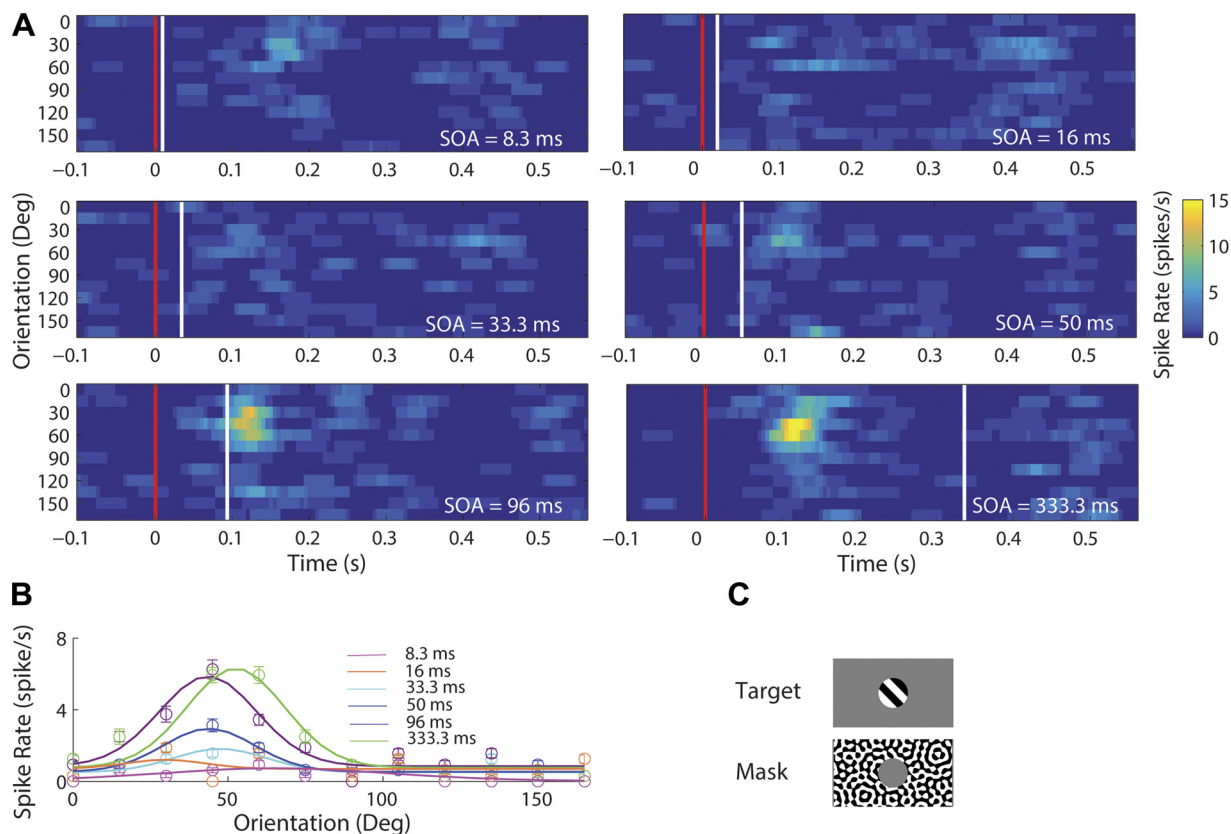 A
0
30
60
90
120
150
SOA = 8.3 ms
SOA = 16 ms
−0.1 0 0.1 0.2 0.3 0.4 0.5
−0.1 0 0.1 0.2 0.3 0.4 0.5
Orientation (Deg)
0
30
60
90
120
150
SOA = 33.3 ms
SOA = 50 ms
−0.1 0 0.1 0.2 0.3 0.4 0.5
−0.1 0 0.1 0.2 0.3 0.4 0.5
15
10
5
0
Spike Rate (spikes/s)
0
30
60
90
120
150
SOA = 96 ms
SOA = 333.3 ms
−0.1 0 0.1 0.2 0.3 0.4 0.5
−0.1 0 0.1 0.2 0.3 0.4 0.5
Time (s)
Time (s)
B
Spike Rate (spike/s)
8
4
0
8.3 ms
16 ms
33.3 ms
50 ms
96 ms
333.3 ms
0 50 100 150
Orientation (Deg)
C
Target
Mask